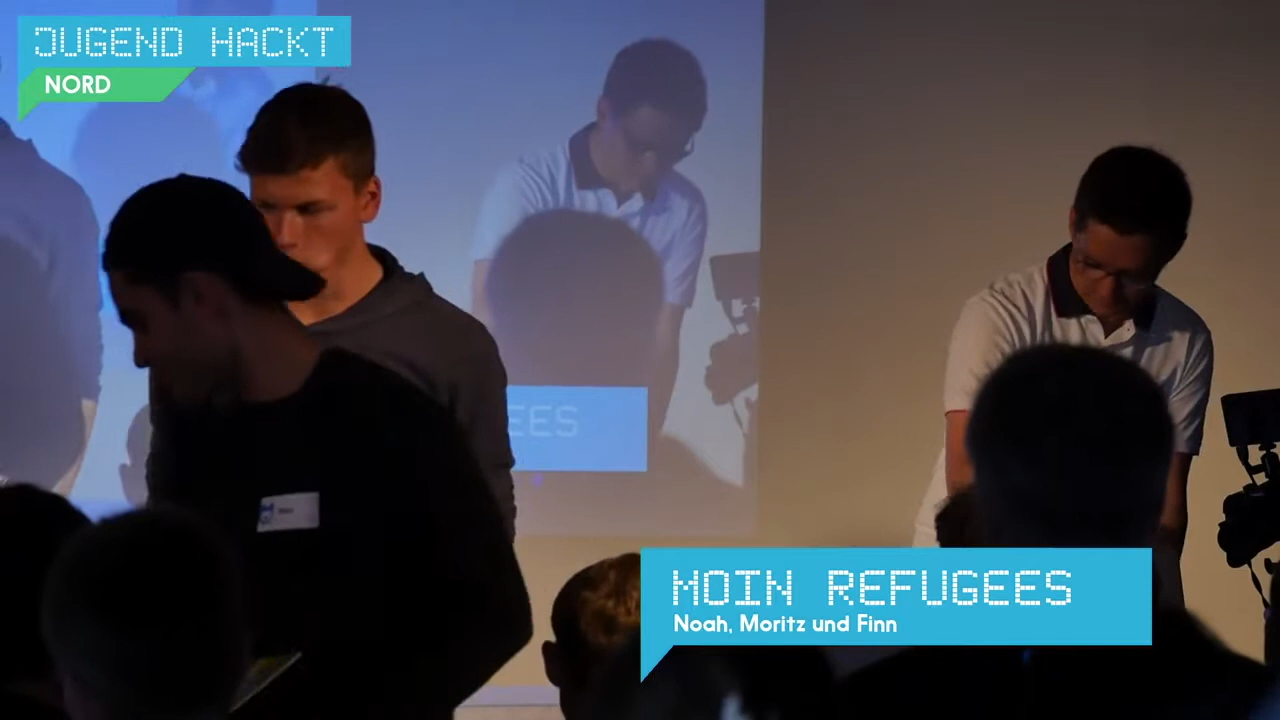 JUGEND HACKT
NORD
EES
MOIN REFUGEES
Noah, Moritz und Finn